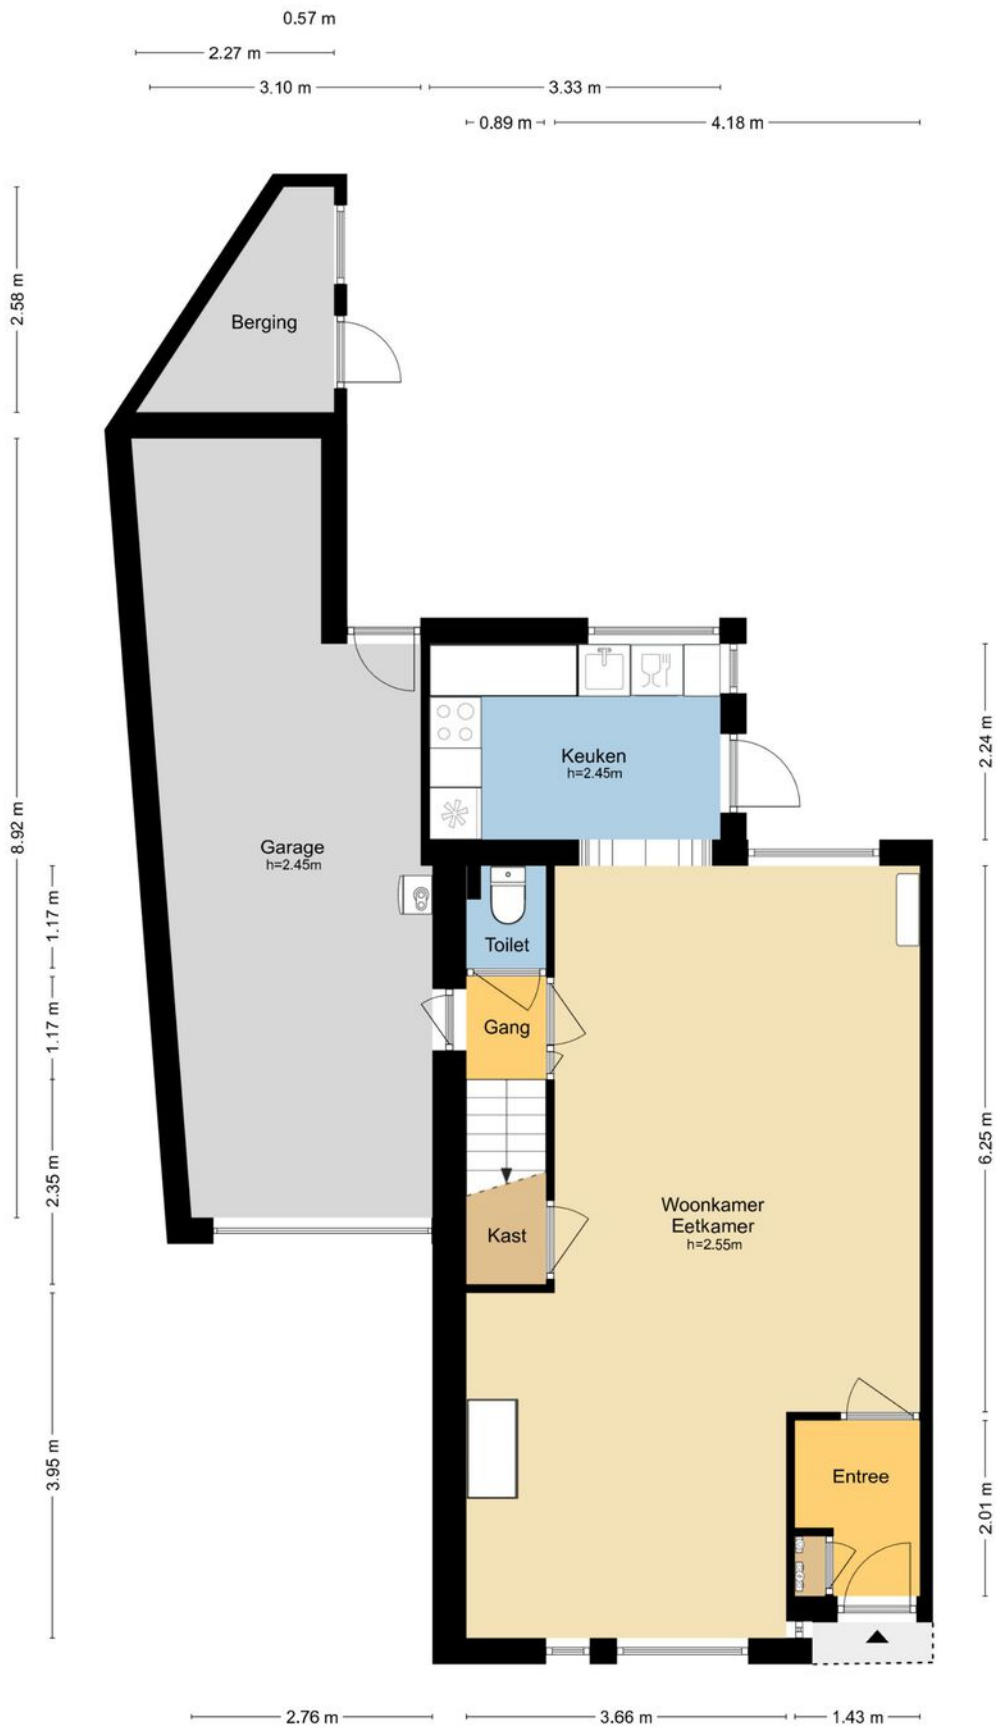 0.57 m
2.27 m
3.10 m
3.33 m
0.89 m
4.18 m
2.58 m
Berging
Keuken
h=2.45m
2.24 m
8.92 m
Garage
h=2.45m
1.17 m
Toilet
1.17 m
Gang
6.25 m
2.35 m
Kast
Woonkamer
Eetkamer
h=2.55m
3.95 m
Entree
2.01 m
2.76 m
3.66 m
1.43 m